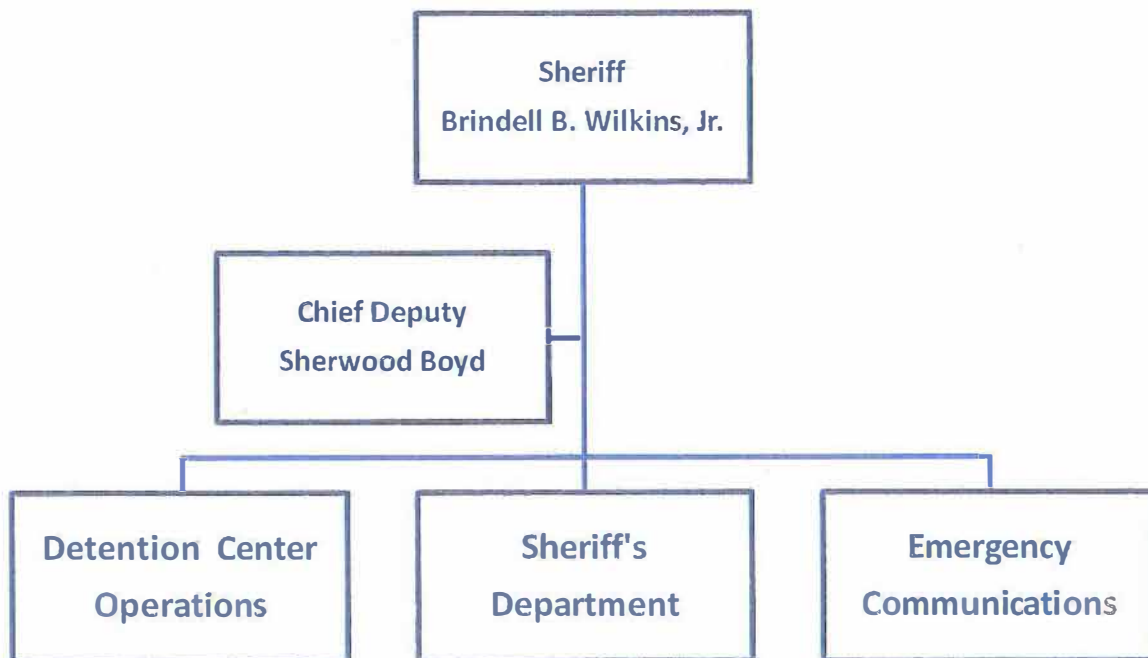 Sheriff
Brindell B. Wilkins, Jr.
Chief Deputy
Sherwood Boyd
Detention Center
Operations
Sheriff's
Department
Emergency
Communications